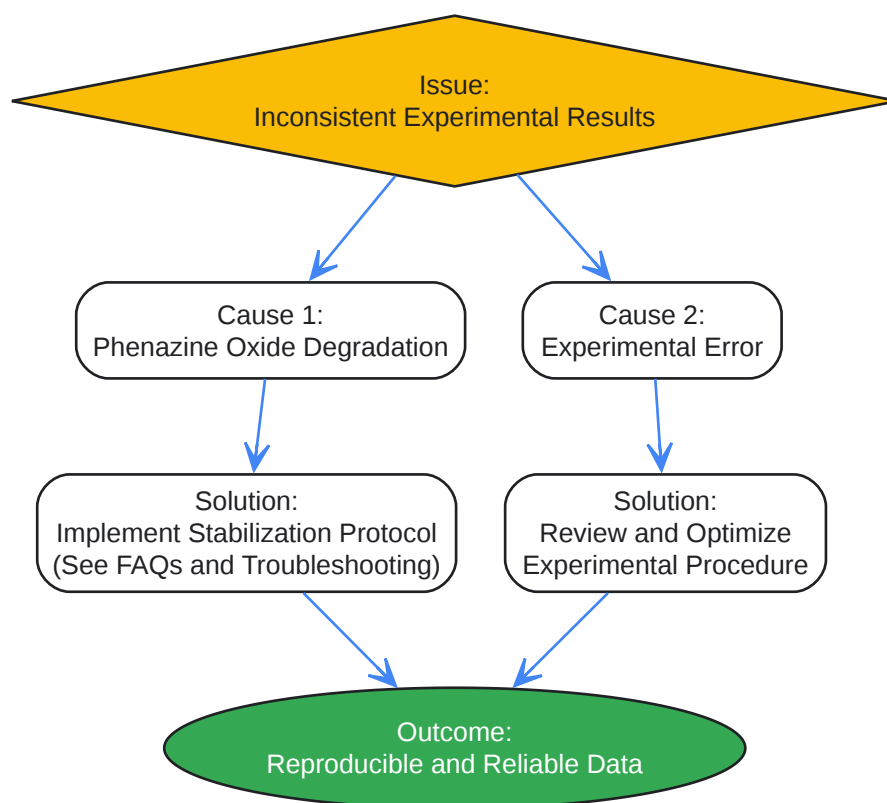 Issue:
Inconsistent Experimental Results
Cause 1:
Phenazine Oxide Degradation
Cause 2:
Experimental Error
Solution:
Implement Stabilization Protocol
(See FAQs and Troubleshooting)
Solution:
Review and Optimize
Experimental Procedure
Outcome:
Reproducible and Reliable Data